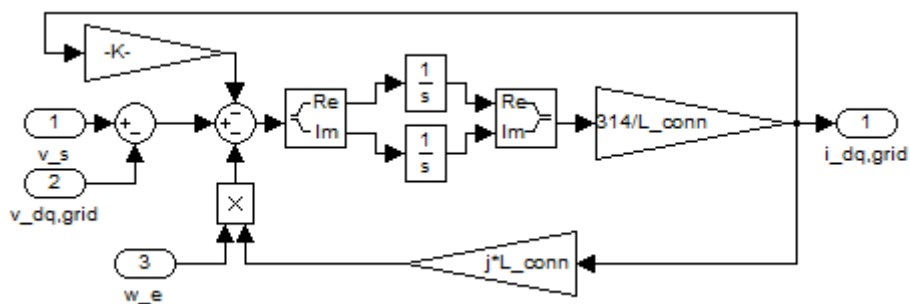 -K-
1
v_s
2
v_dq,grid
3
w_e
Re
Im
1
s
1
s
Re
Im
314/L_conn
1
i_dq,grid
j*L_conn